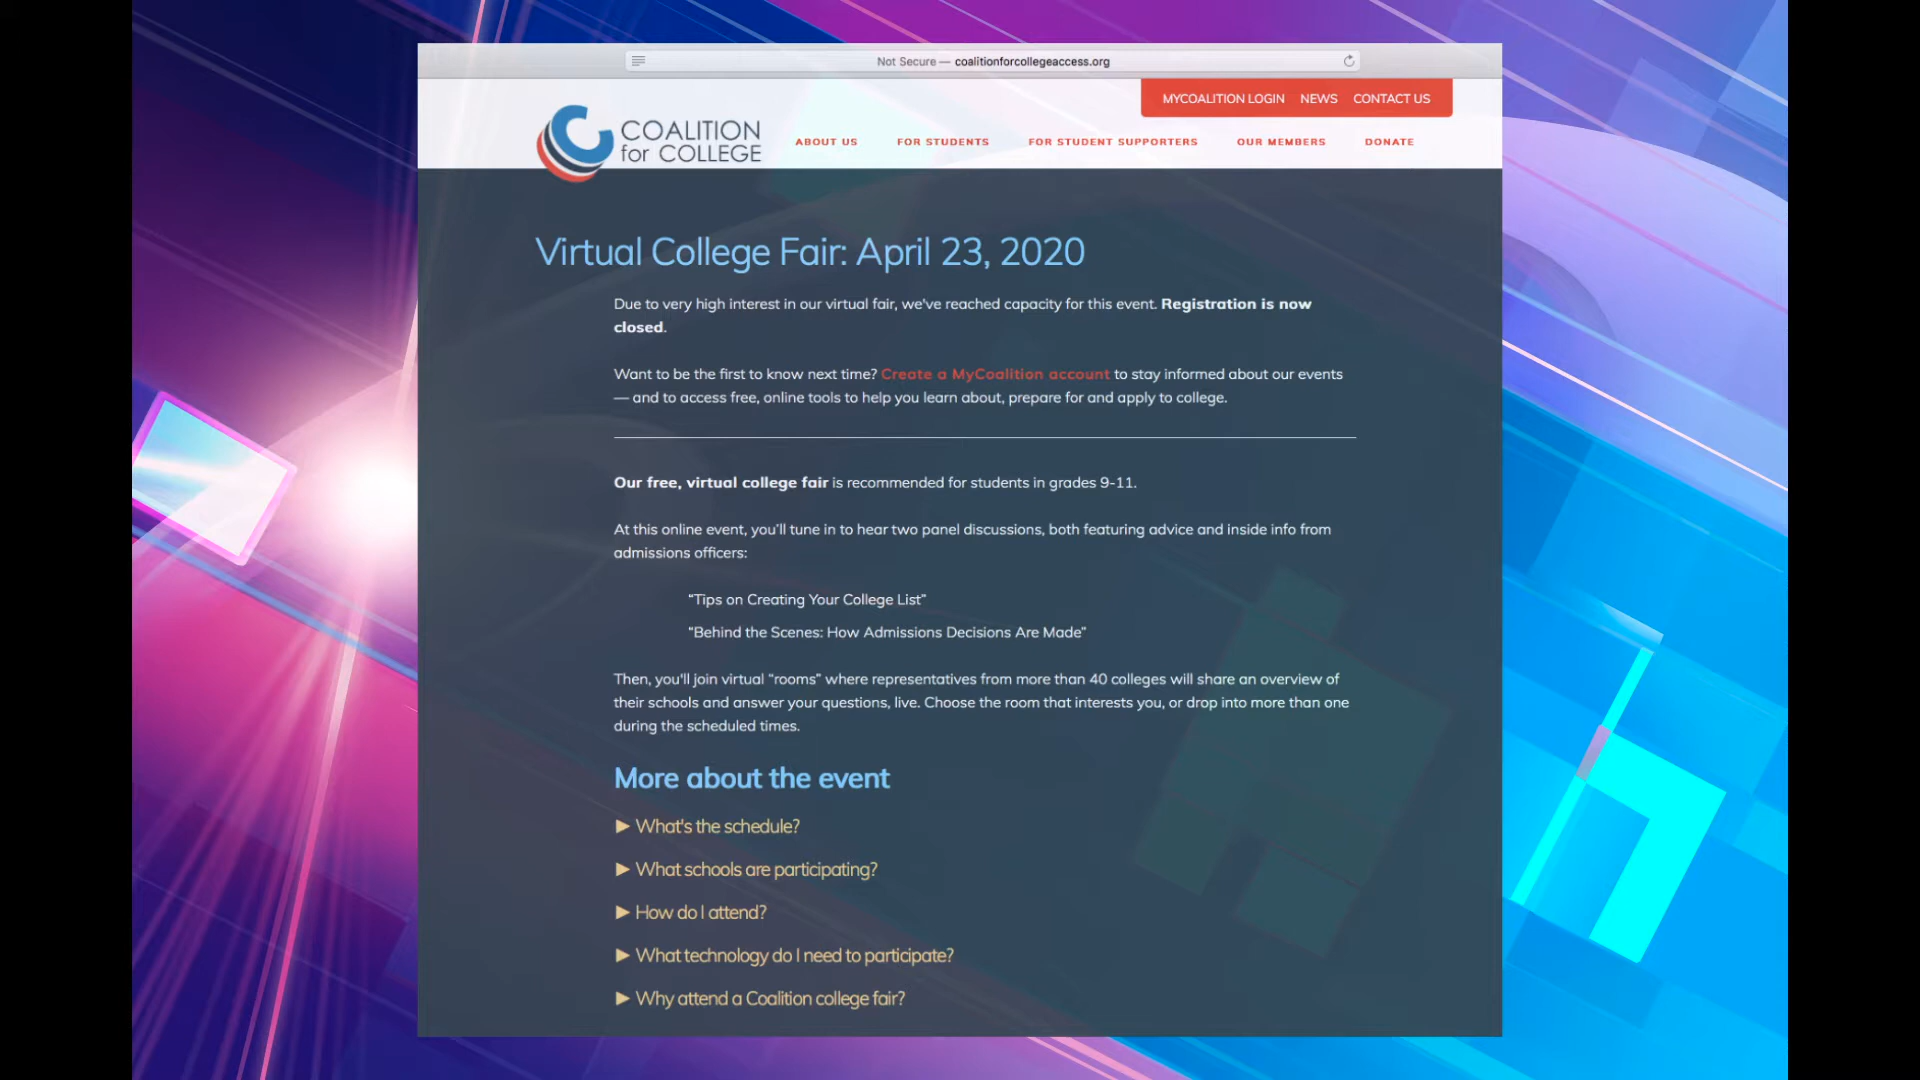 Not Secure — coalitionforcollegeaccess.org
MYCOALITION LOGIN NEWS CONTACT US
COALITION
for COLLEGE
ABOUT US FOR STUDENTS FOR STUDENT SUPPORTERS OUR MEMBERS DONATE
Virtual College Fair: April 23, 2020
Due to very high interest in our virtual fair, we've reached capacity for this event. Registration is now
closed.
Want to be the first to know next time? Create a MyCoalition account to stay informed about our events
— and to access free, online tools to help you learn about, prepare for and apply to college.
Our free, virtual college fair is recommended for students in grades 9-11.
At this online event, you'll tune in to hear two panel discussions, both featuring advice and inside info from
admissions officers:
"Tips on Creating Your College List"
"Behind the Scenes: How Admissions Decisions Are Made"
Then, you'll join virtual "rooms" where representatives from more than 40 colleges will share an overview of
their schools and answer your questions, live. Choose the room that interests you, or drop into more than one
during the scheduled times.
More about the event
► What's the schedule?
► What schools are participating?
► How do I attend?
► What technology do I need to participate?
► Why attend a Coalition college fair?